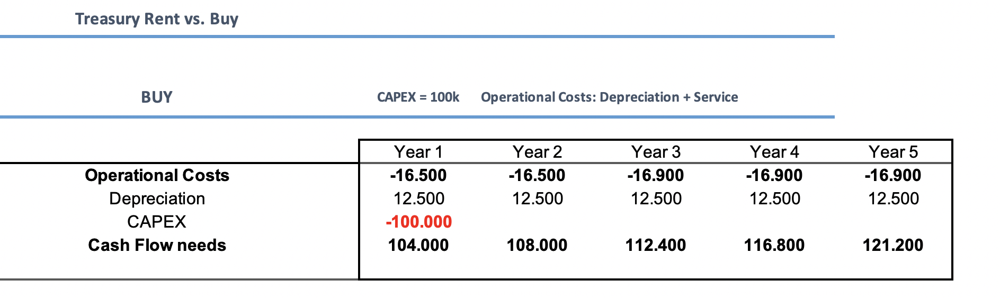 Treasury Rent vs. Buy
BUY CAPEX = 100k Operational Costs: Depreciation + Service
Year 1 Year 2 Year 3 Year 4 Year 5
Operational Costs -16.500 -16.500 -16.900 -16.900 -16.900
Depreciation 12.500 12.500 12.500 12.500 12.500
CAPEX -100.000
Cash Flow needs 104.000 108.000 112.400 116.800 121.200